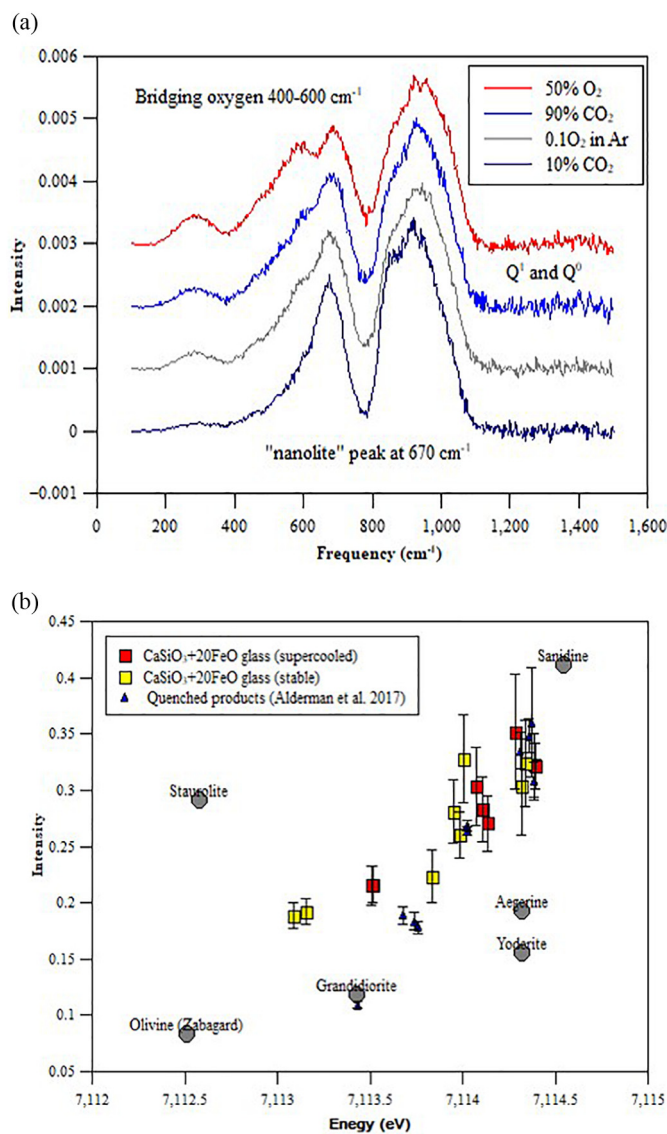 (a)
0.006
0.005
0.004
0.003
0.002
0.001
0
−0.001
Intensity
Bridging oxygen 400-600 cm⁻¹
50% O₂
90% CO₂
0.1O₂ in Ar
10% CO₂
Q¹ and Q⁰
"nanolite" peak at 670 cm⁻¹
0 200 400 600 800 1,000 1,200 1,400 1,600
Frequency (cm⁻¹)
(b)
0.45
0.4
0.35
0.3
0.25
0.2
0.15
0.1
0.05
Intensity
CaSiO₃+20FeO glass (supercooled)
CaSiO₃+20FeO glass (stable)
Quenched products (Alderman et al. 2017)
Sanidine
Staurolite
Aegerine
Yoderite
Grandidiorite
Olivine (Zabagard)
7,112 7,112.5 7,113 7,113.5 7,114 7,114.5 7,115
Enegy (eV)